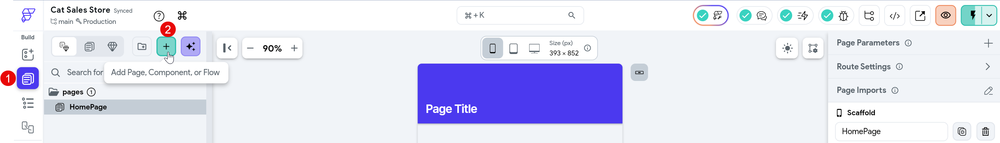 Cat Sales Store Synced
main Production
⌘ + K
2
Build
90%
Size (px)
393 × 852
Page Parameters
1
Search for
Add Page, Component, or Flow
Route Settings
pages 1
Page Imports
HomePage
Page Title
Scaffold
HomePage